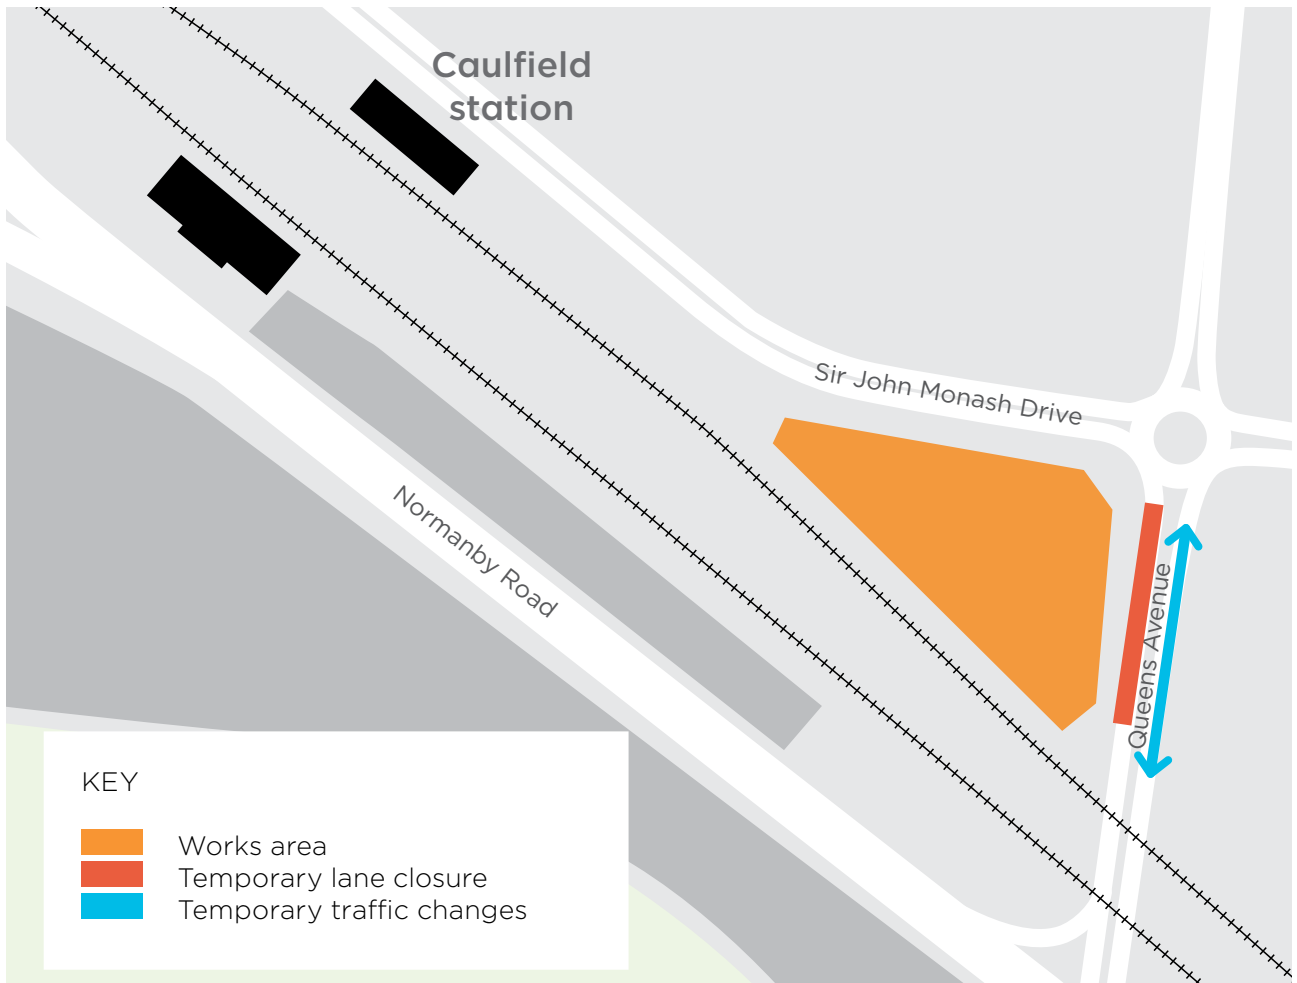 Caulfield
station
Sir John Monash Drive
Normanby Road
Queens Avenue
KEY
Works area
Temporary lane closure
Temporary traffic changes